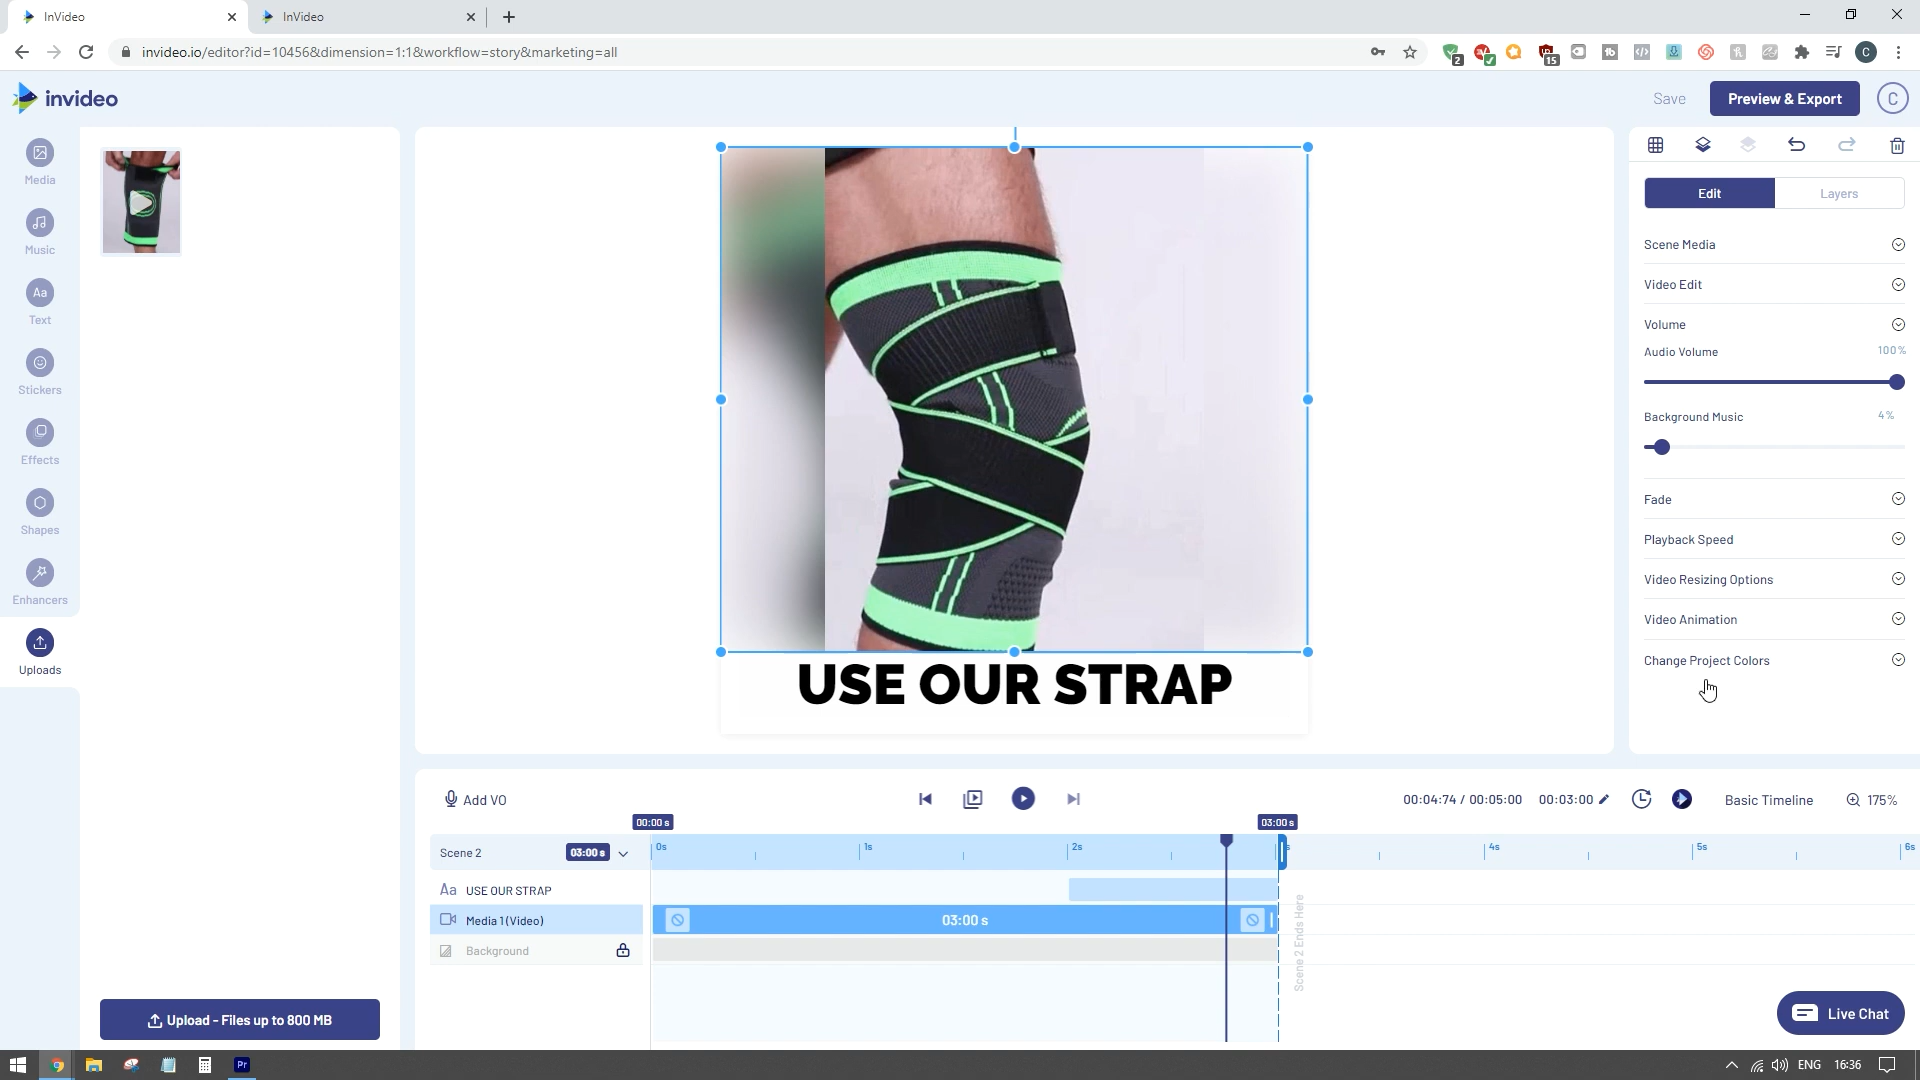 InVideo
InVideo
invideo.io/editor?id=10456&dimension=1:1&workflow=story&marketing=all
2
15
C
invideo
Save
Preview & Export
C
Media
Music
Aa
Text
Stickers
Effects
Shapes
Enhancers
Uploads
Upload - Files up to 800 MB
USE OUR STRAP
Edit
Layers
Scene Media
Video Edit
Volume
Audio Volume
100%
Background Music
4%
Fade
Playback Speed
Video Resizing Options
Video Animation
Change Project Colors
Add VO
00:04:74 / 00:05:00
00:03:00
Basic Timeline
175%
00:00 s
03:00 s
Scene 2
03:00 s
0s
1s
2s
4s
5s
6s
Aa USE OUR STRAP
Media 1 (Video)
03:00 s
Background
Scene 2 Ends Here
Live Chat
Pr
ENG
16:36